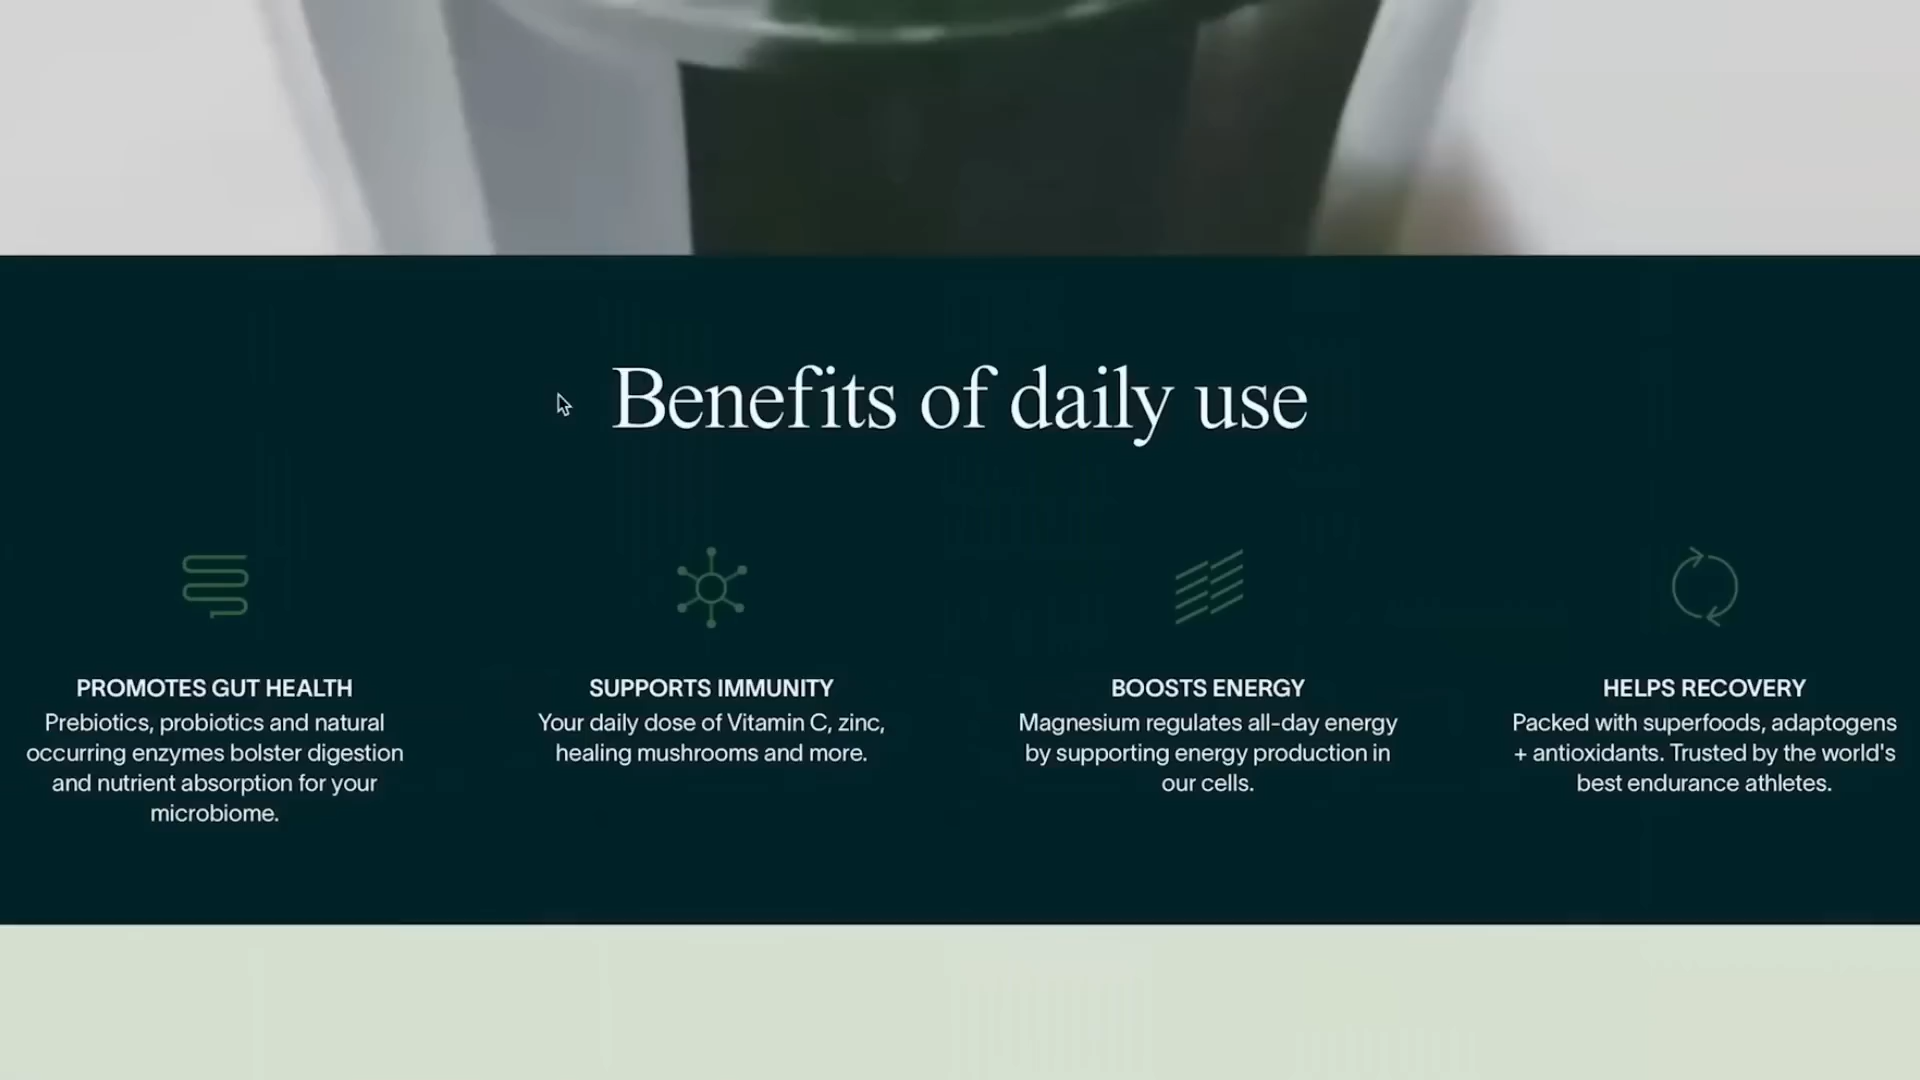 Benefits of daily use
PROMOTES GUT HEALTH
Prebiotics, probiotics and natural
occurring enzymes bolster digestion
and nutrient absorption for your
microbiome.
SUPPORTS IMMUNITY
Your daily dose of Vitamin C, zinc,
healing mushrooms and more.
BOOSTS ENERGY
Magnesium regulates all-day energy
by supporting energy production in
our cells.
HELPS RECOVERY
Packed with superfoods, adaptogens
+ antioxidants. Trusted by the world's
best endurance athletes.